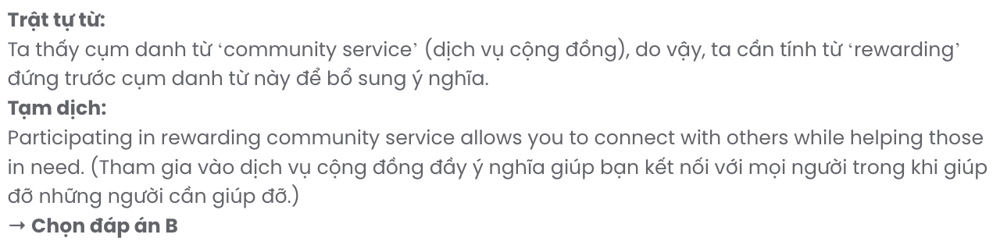 Trật tự từ:
Ta thấy cụm danh từ ‘community service’ (dịch vụ cộng đồng), do vậy, ta cần tính từ ‘rewarding’
đứng trước cụm danh từ này để bổ sung ý nghĩa.
Tạm dịch:
Participating in rewarding community service allows you to connect with others while helping those
in need. (Tham gia vào dịch vụ cộng đồng đầy ý nghĩa giúp bạn kết nối với mọi người trong khi giúp
đỡ những người cần giúp đỡ.)
→ Chọn đáp án B